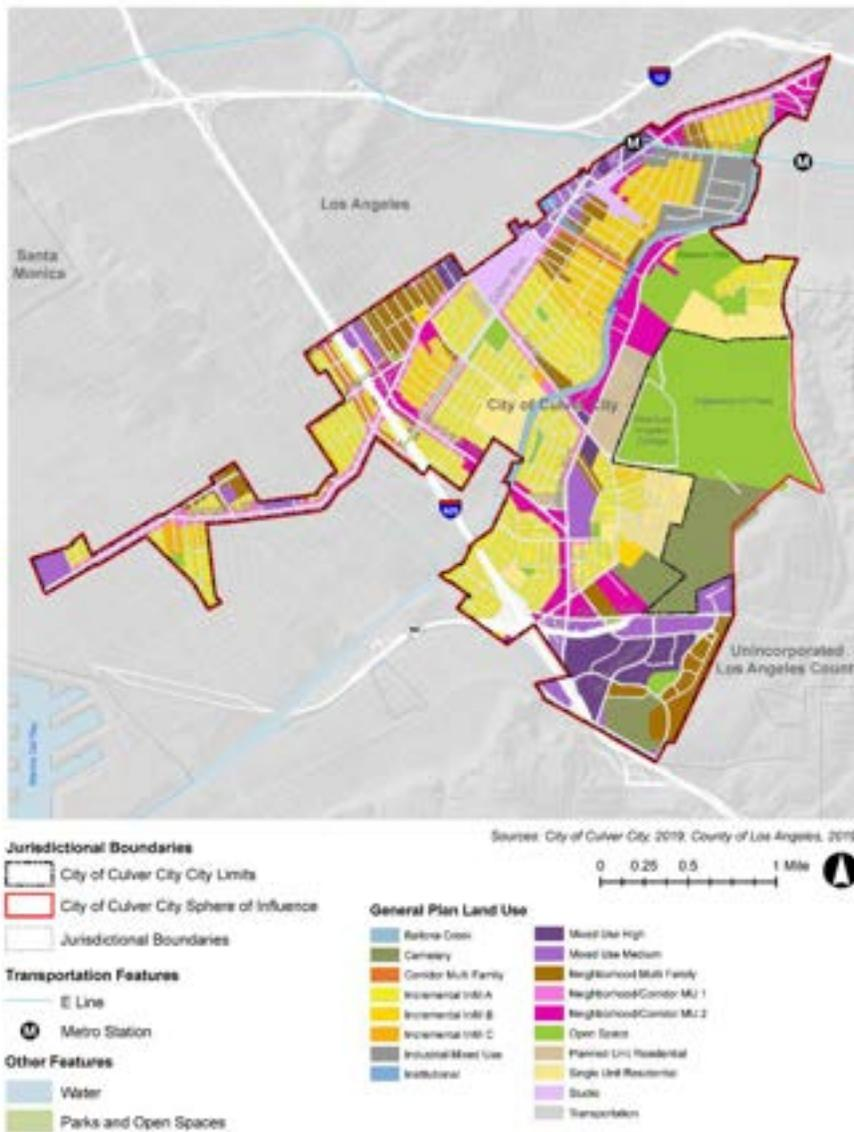 10
Los Angeles
Santa
Monica
City of Culver City
405
Unincorporated
Los Angeles Count
Sources: City of Culver City, 2019; County of Los Angeles, 2019
0 0.25 0.5 1 Mile
Jurisdictional Boundaries
City of Culver City City Limits
City of Culver City Sphere of Influence
Jurisdictional Boundaries
Transportation Features
E Line
M Metro Station
Other Features
Water
Parks and Open Spaces
General Plan Land Use
Ballona Creek
Cemetery
Corridor Multi Family
Incremental Infill A
Incremental Infill B
Incremental Infill C
Industrial Mixed Use
Institutional
Mixed Use High
Mixed Use Medium
Neighborhood Multi Family
Neighborhood/Corridor MU 1
Neighborhood/Corridor MU 2
Open Space
Planned Unit Residential
Single Unit Residential
Studio
Transportation